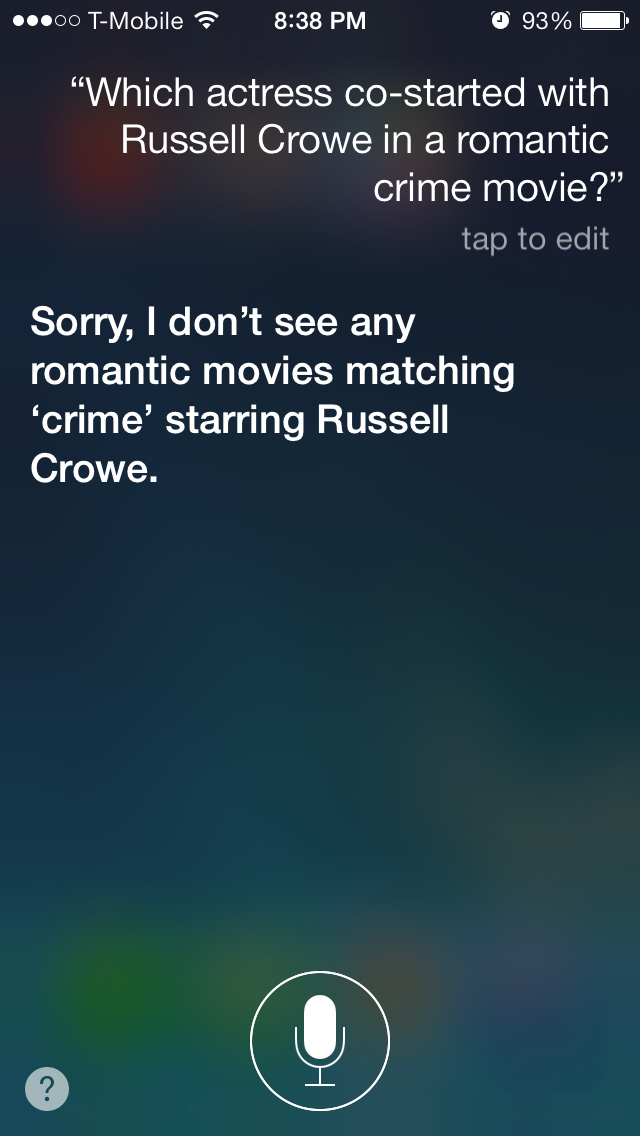 T-Mobile 8:38 PM 93%
“Which actress co-started with
Russell Crowe in a romantic
crime movie?”
tap to edit
Sorry, I don’t see any
romantic movies matching
‘crime’ starring Russell
Crowe.
?